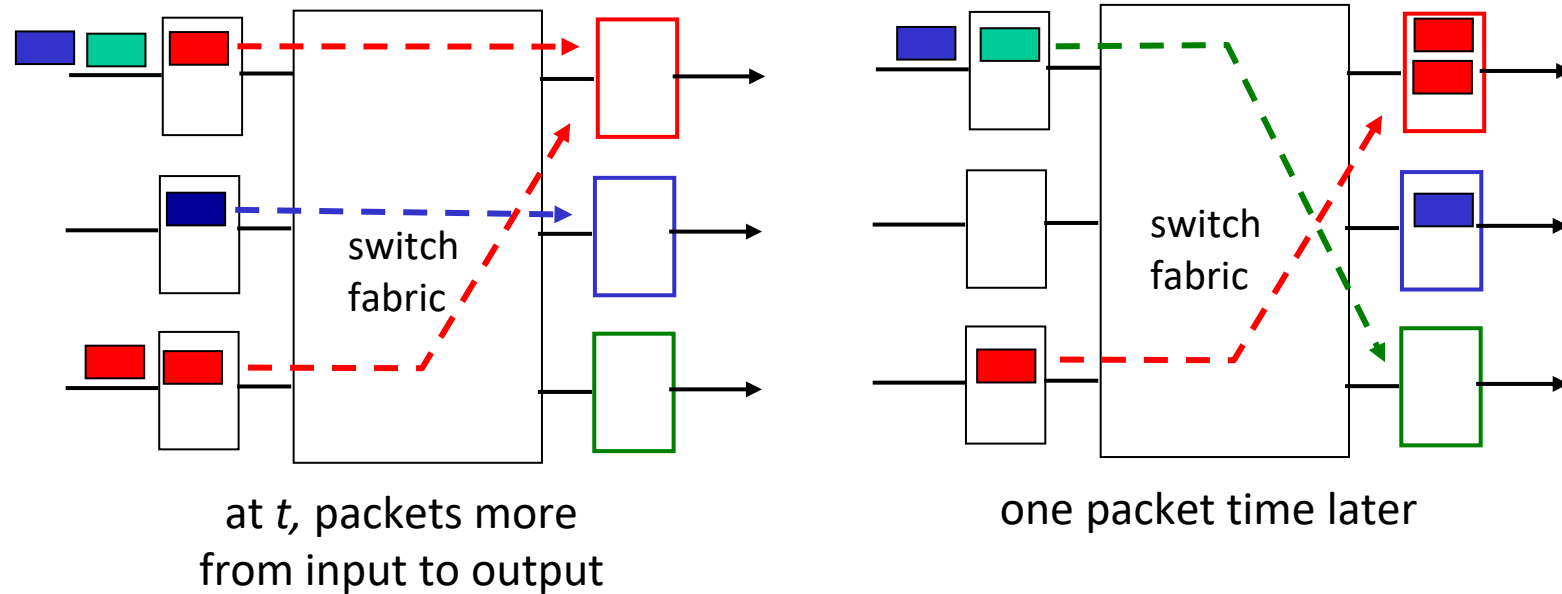 switch
fabric
at t, packets more
from input to output
switch
fabric
one packet time later